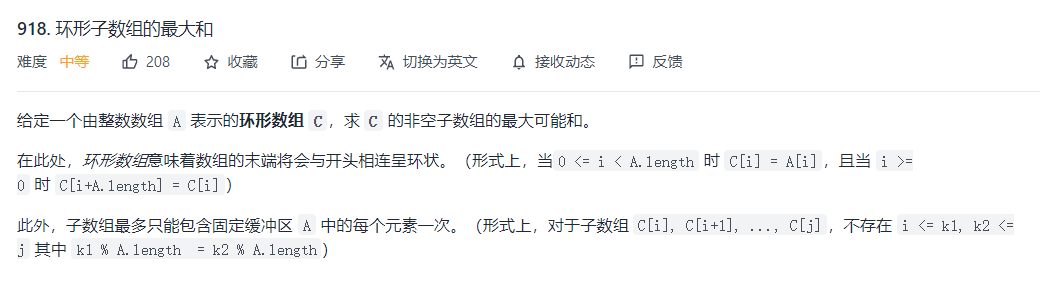 918. 环形子数组的最大和
难度 中等 208 收藏 分享 切换为英文 接收动态 反馈
给定一个由整数数组 A 表示的环形数组 C，求 C 的非空子数组的最大可能和。
在此处，环形数组意味着数组的末端将会与开头相连呈环状。（形式上，当0 <= i < A.length 时 C[i] = A[i]，且当 i >=
0 时 C[i+A.length] = C[i]）
此外，子数组最多只能包含固定缓冲区 A 中的每个元素一次。（形式上，对于子数组 C[i], C[i+1], ..., C[j]，不存在 i <= k1, k2 <=
j 其中 k1 % A.length  = k2 % A.length）